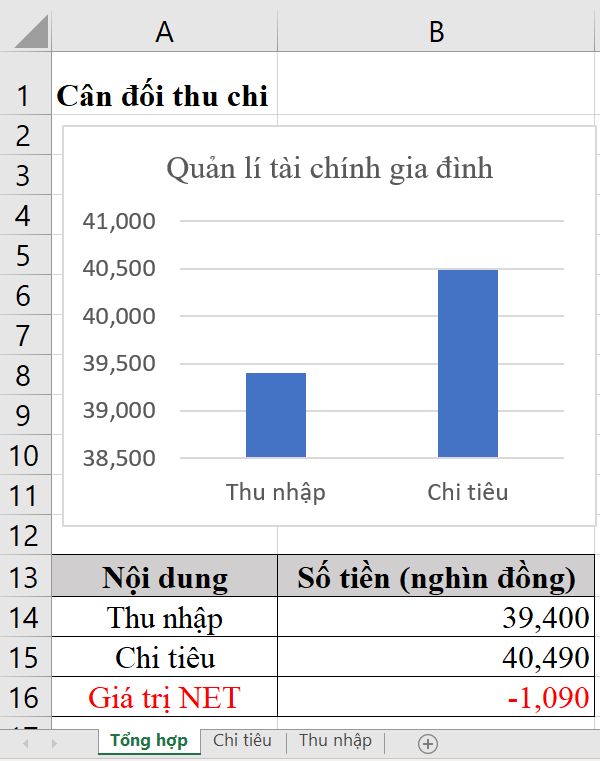 A B
1 Cân đối thu chi
2
3 Quản lí tài chính gia đình
4 41,000
5 40,500
6
7 40,000
8 39,500
9 39,000
10 38,500
11 Thu nhập Chi tiêu
12
13 Nội dung Số tiền (nghìn đồng)
14 Thu nhập 39,400
15 Chi tiêu 40,490
16 Giá trị NET -1,090
Tổng hợp Chi tiêu Thu nhập